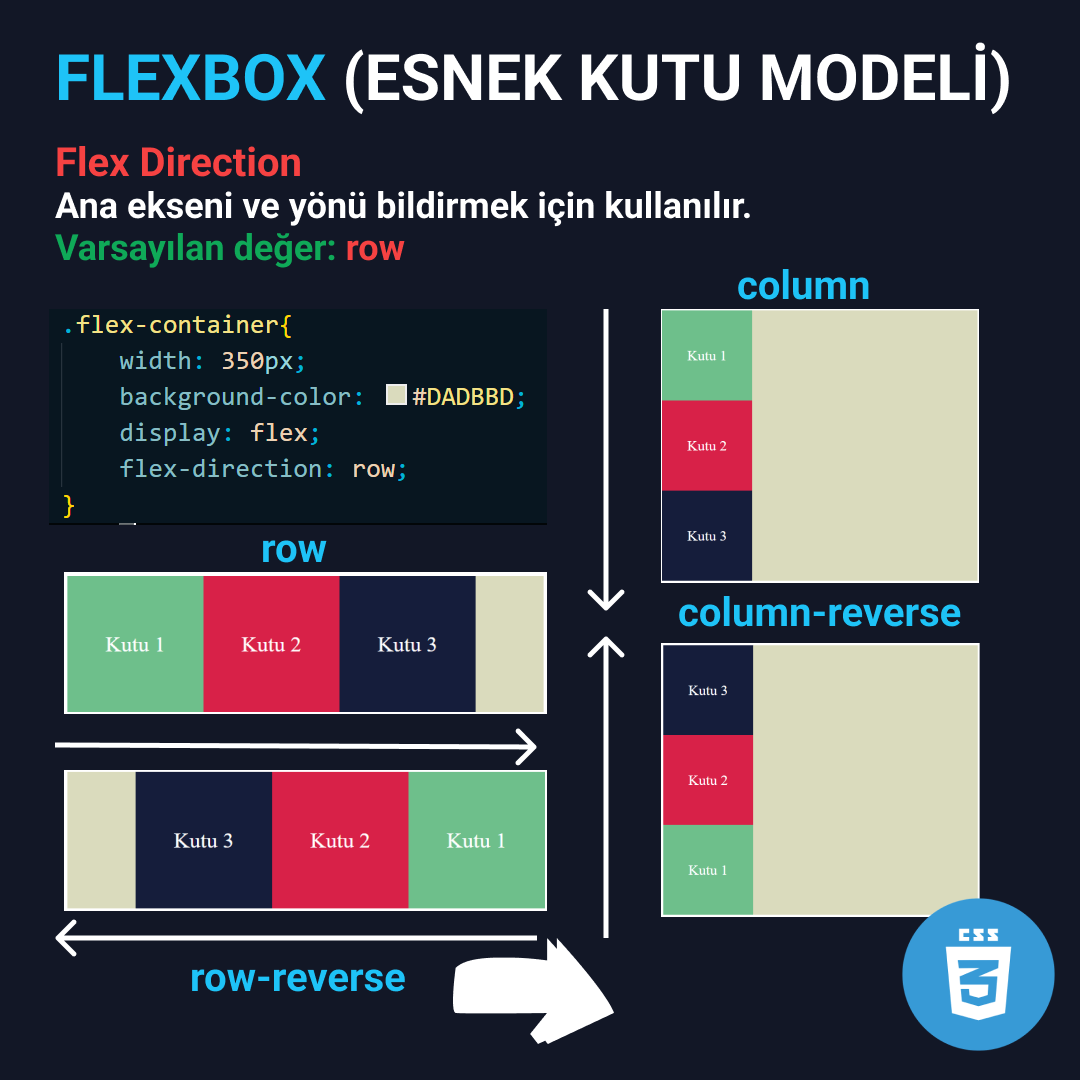 FLEXBOX (ESNEK KUTU MODELİ)
Flex Direction
Ana ekseni ve yönü bildirmek için kullanılır.
Varsayılan değer: row
.flex-container{
width: 350px;
background-color: #DADBBD;
display: flex;
flex-direction: row;
}
row
Kutu 1 Kutu 2 Kutu 3
Kutu 3 Kutu 2 Kutu 1
row-reverse
column
Kutu 1
Kutu 2
Kutu 3
column-reverse
Kutu 3
Kutu 2
Kutu 1
CSS
3